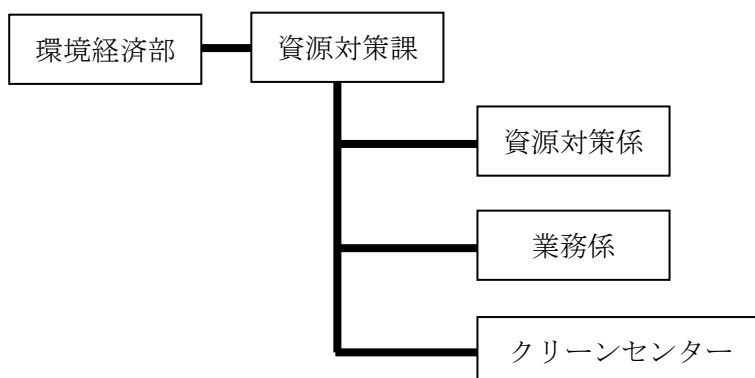 環境経済部
資源対策課
資源対策係
業務係
クリーンセンター